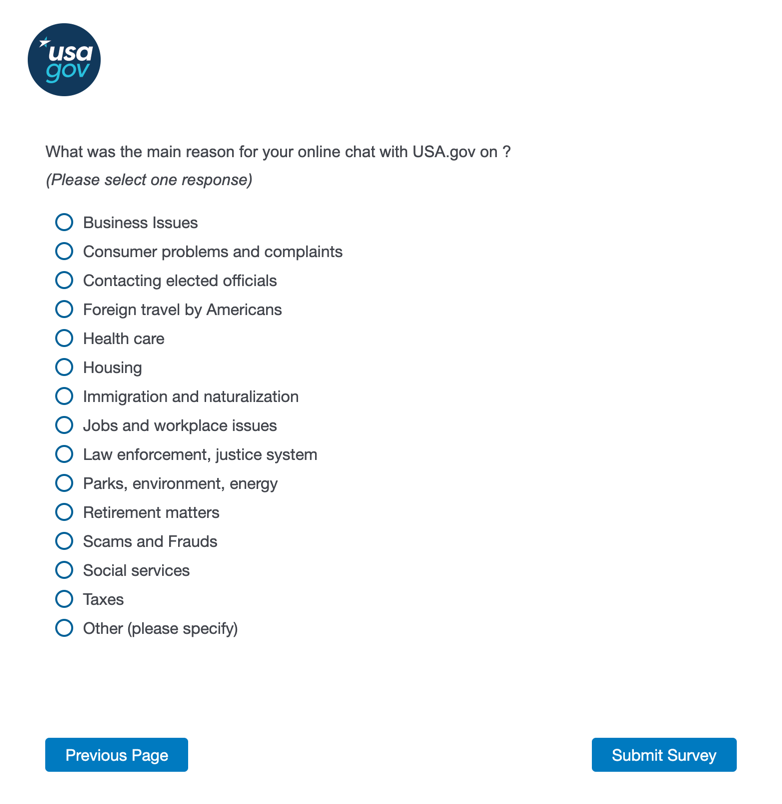 usa
gov
What was the main reason for your online chat with USA.gov on ?
(Please select one response)
Business Issues
Consumer problems and complaints
Contacting elected officials
Foreign travel by Americans
Health care
Housing
Immigration and naturalization
Jobs and workplace issues
Law enforcement, justice system
Parks, environment, energy
Retirement matters
Scams and Frauds
Social services
Taxes
Other (please specify)
Previous Page
Submit Survey